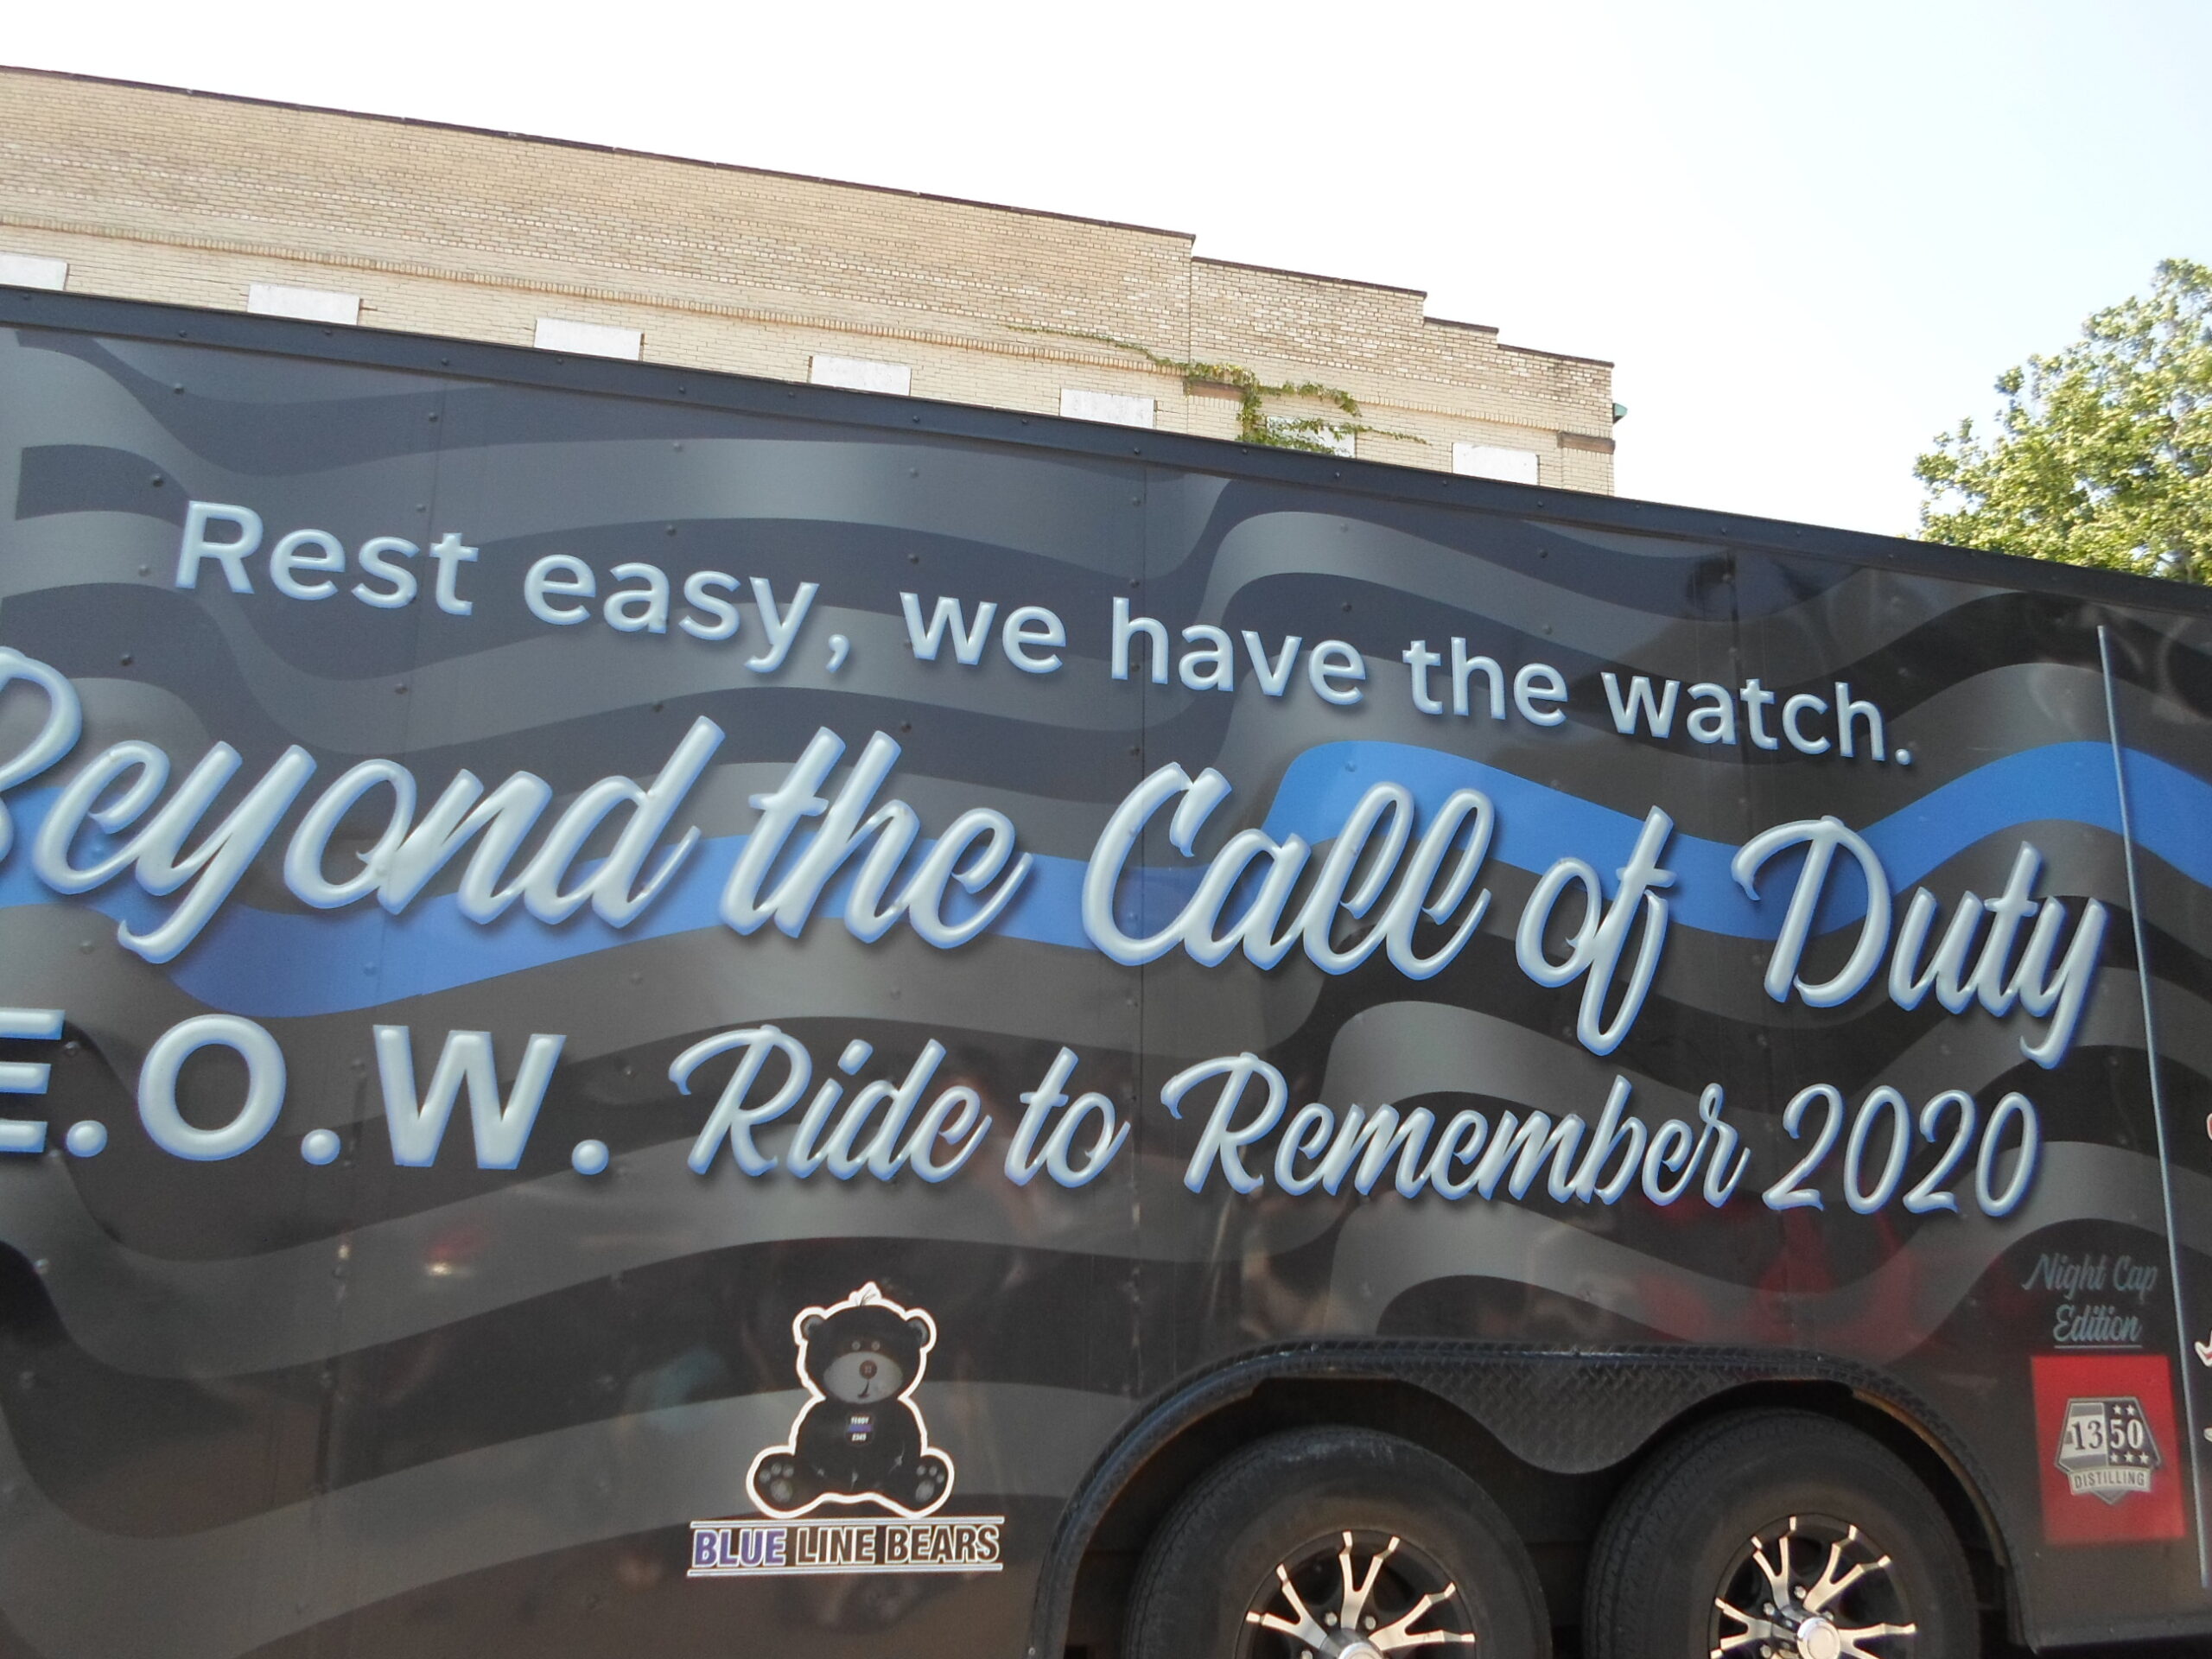 Rest easy, we have the watch.
Beyond the Call of Duty
E.O.W. Ride to Remember 2020
Night Cap
Edition
1350
DISTILLING
BLUE LINE BEARS